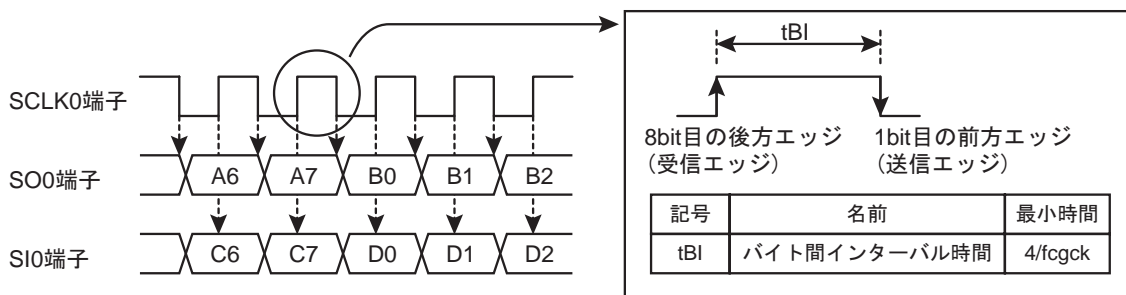 SCLK0端子
SO0端子
A6 A7 B0 B1 B2
SI0端子
C6 C7 D0 D1 D2
tBI
8bit目の後方エッジ
(受信エッジ)
1bit目の前方エッジ
(送信エッジ)
記号 名前 最小時間
tBI バイト間インターバル時間 4/fcgck